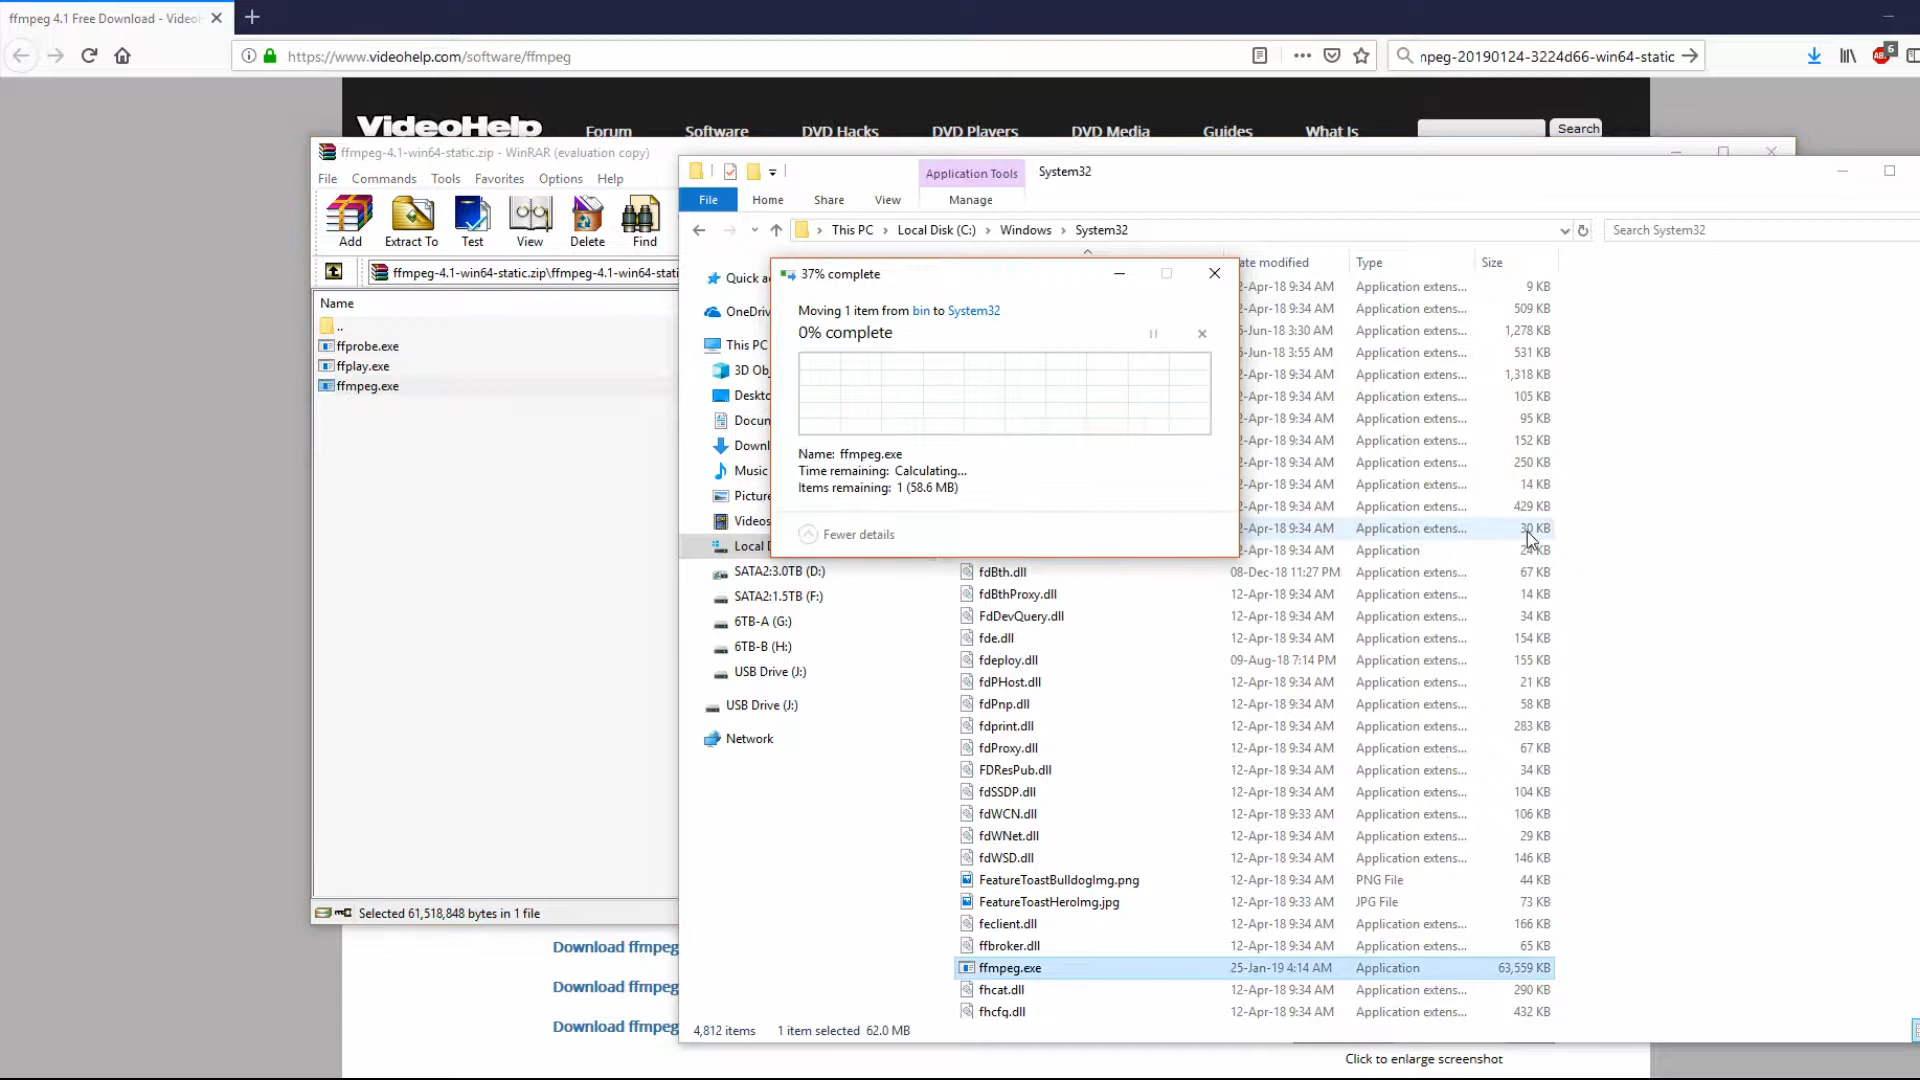 ffmpeg 4.1 Free Download - VideoH
https://www.videohelp.com/software/ffmpeg
npeg-20190124-3224d66-win64-static
6
VideoHelp
Forum
Software
DVD Hacks
DVD Players
DVD Media
Guides
What Is
Search
ffmpeg-4.1-win64-static.zip - WinRAR (evaluation copy)
File Commands Tools Favorites Options Help
Add
Extract To
Test
View
Delete
Find
ffmpeg-4.1-win64-static.zip\ffmpeg-4.1-win64-stati
Name
..
ffprobe.exe
ffplay.exe
ffmpeg.exe
Selected 61,518,848 bytes in 1 file
Application Tools
System32
File
Home
Share
View
Manage
This PC
Local Disk (C:)
Windows
System32
Search System32
Quick a
OneDriv
This PC
3D Obj
Deskto
Docun
Downl
Music
Picture
Videos
Local D
SATA2:3.0TB (D:)
SATA2:1.5TB (F:)
6TB-A (G:)
6TB-B (H:)
USB Drive (J:)
USB Drive (J:)
Network
37% complete
Moving 1 item from bin to System32
0% complete
Name: ffmpeg.exe
Time remaining: Calculating...
Items remaining: 1 (58.6 MB)
Fewer details
ate modified Type Size
2-Apr-18 9:34 AM Application extens... 9 KB
2-Apr-18 9:34 AM Application extens... 509 KB
5-Jun-18 3:30 AM Application extens... 1,278 KB
5-Jun-18 3:55 AM Application extens... 531 KB
2-Apr-18 9:34 AM Application extens... 1,318 KB
2-Apr-18 9:34 AM Application extens... 105 KB
2-Apr-18 9:34 AM Application extens... 95 KB
2-Apr-18 9:34 AM Application extens... 152 KB
2-Apr-18 9:34 AM Application extens... 250 KB
2-Apr-18 9:34 AM Application extens... 14 KB
2-Apr-18 9:34 AM Application extens... 429 KB
2-Apr-18 9:34 AM Application extens... 30 KB
2-Apr-18 9:34 AM Application 24 KB
fdBth.dll 08-Dec-18 11:27 PM Application extens... 67 KB
fdBthProxy.dll 12-Apr-18 9:34 AM Application extens... 14 KB
FdDevQuery.dll 12-Apr-18 9:34 AM Application extens... 34 KB
fde.dll 12-Apr-18 9:34 AM Application extens... 154 KB
fdeploy.dll 09-Aug-18 7:14 PM Application extens... 155 KB
fdPHost.dll 12-Apr-18 9:34 AM Application extens... 21 KB
fdPnp.dll 12-Apr-18 9:34 AM Application extens... 58 KB
fdprint.dll 12-Apr-18 9:34 AM Application extens... 283 KB
fdProxy.dll 12-Apr-18 9:34 AM Application extens... 67 KB
FDResPub.dll 12-Apr-18 9:34 AM Application extens... 34 KB
fdSSDP.dll 12-Apr-18 9:34 AM Application extens... 104 KB
fdWCN.dll 12-Apr-18 9:33 AM Application extens... 106 KB
fdWNet.dll 12-Apr-18 9:34 AM Application extens... 29 KB
fdWSD.dll 12-Apr-18 9:34 AM Application extens... 146 KB
FeatureToastBulldogImg.png 12-Apr-18 9:34 AM PNG File 44 KB
FeatureToastHeroImg.jpg 12-Apr-18 9:33 AM JPG File 73 KB
feclient.dll 12-Apr-18 9:34 AM Application extens... 166 KB
ffbroker.dll 12-Apr-18 9:34 AM Application extens... 65 KB
ffmpeg.exe 25-Jan-19 4:14 AM Application 63,559 KB
fhcat.dll 12-Apr-18 9:34 AM Application extens... 290 KB
fhcfg.dll 12-Apr-18 9:34 AM Application extens... 432 KB
4,812 items 1 item selected 62.0 MB
Download ffmpeg
Download ffmpeg
Download ffmpeg
Click to enlarge screenshot